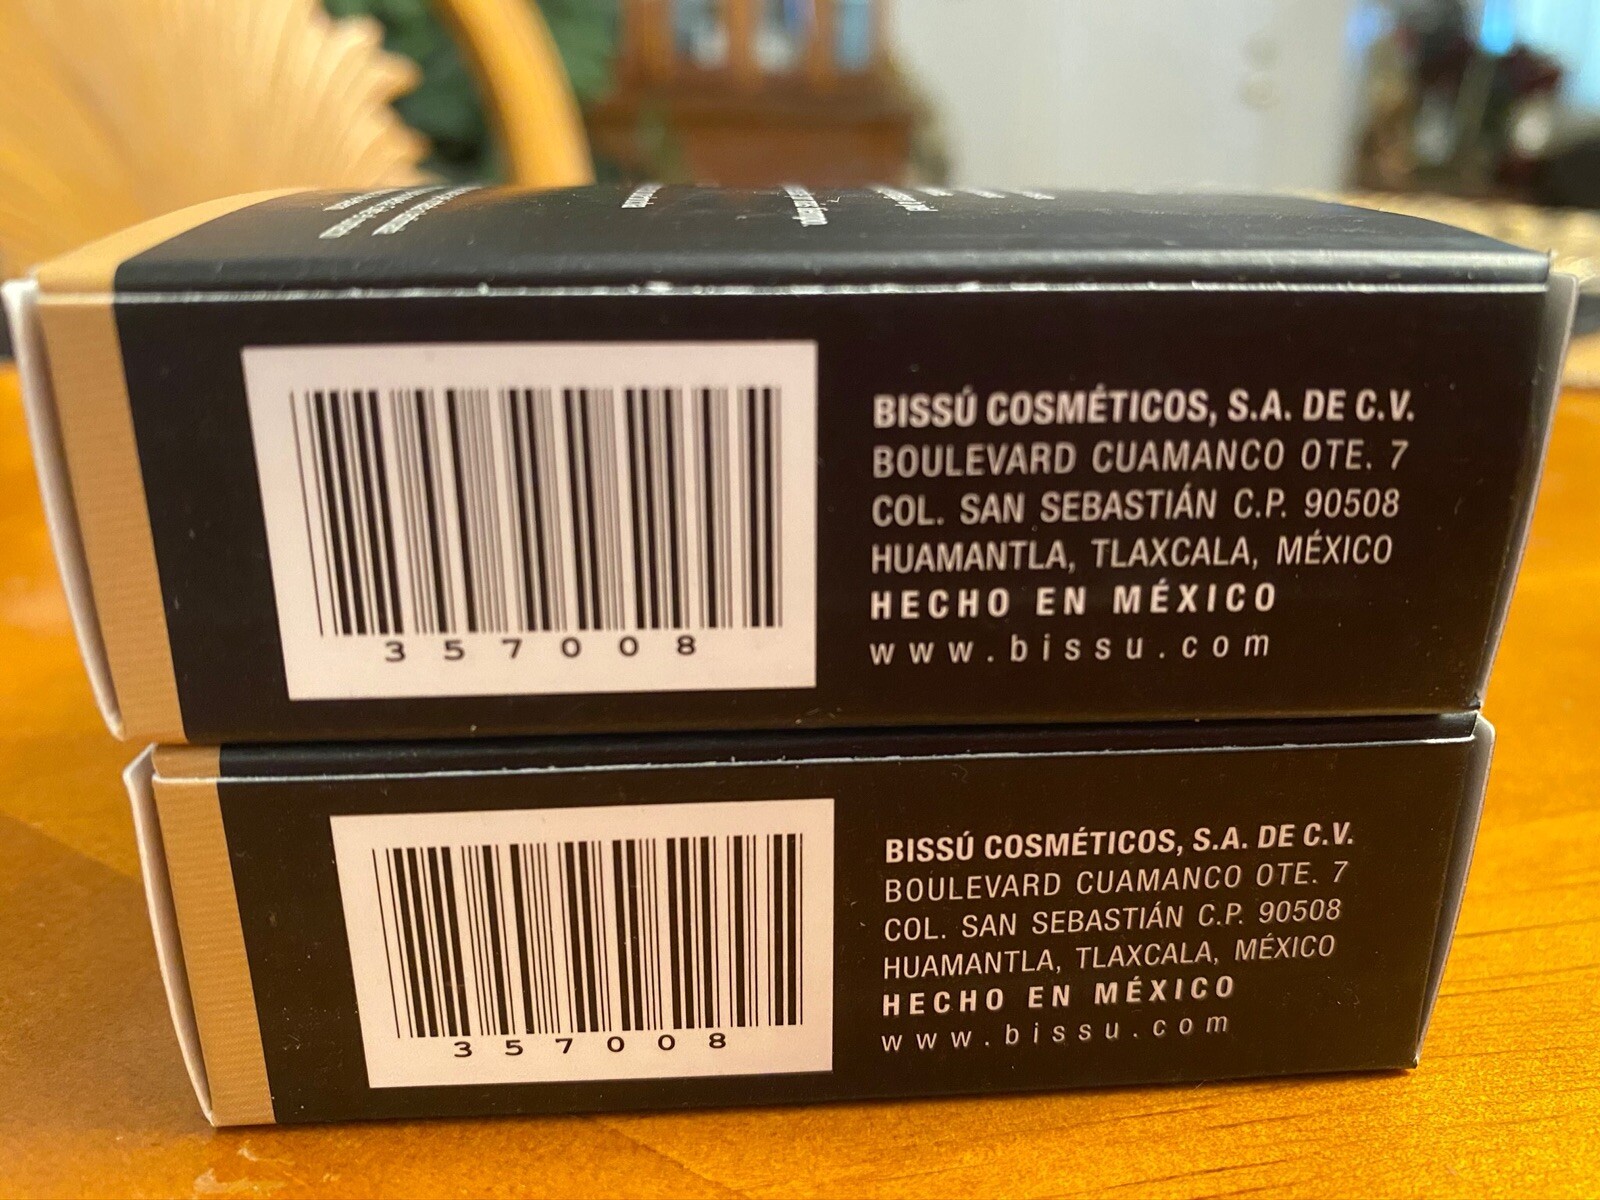 357008
BISSÚ COSMÉTICOS, S.A. DE C.V.
BOULEVARD CUAMANCO OTE. 7
COL. SAN SEBASTIÁN C.P. 90508
HUAMANTLA, TLAXCALA, MÉXICO
HECHO EN MÉXICO
www.bissu.com
357008
BISSÚ COSMÉTICOS, S.A. DE C.V.
BOULEVARD CUAMANCO OTE. 7
COL. SAN SEBASTIÁN C.P. 90508
HUAMANTLA, TLAXCALA, MÉXICO
HECHO EN MÉXICO
www.bissu.com